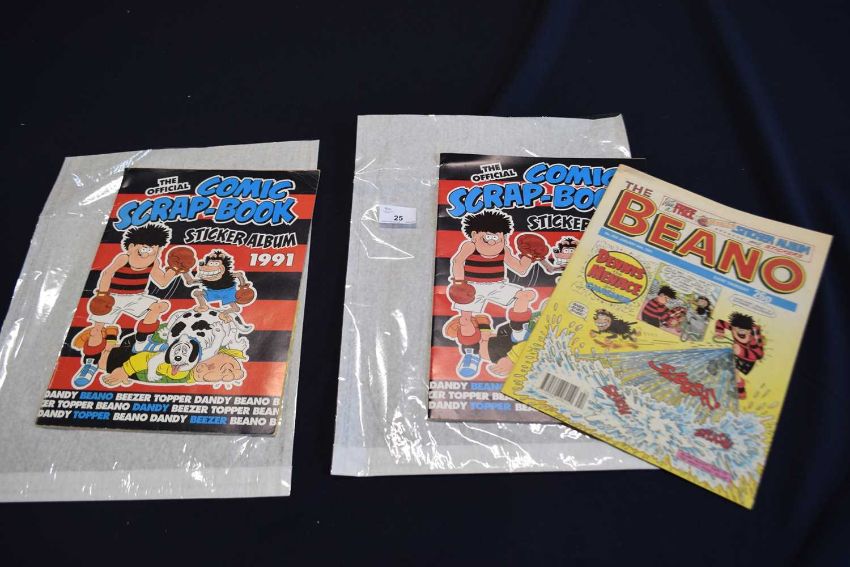 THE OFFICIAL
COMIC
SCRAP-BOOK
STICKER ALBUM
1991
DANDY BEANO BEEZER TOPPER DANDY BEANO B
ZER TOPPER BEANO DANDY BEEZER TOPPER BEAN
DANDY TOPPER BEANO DANDY BEEZER BEANO B
25
THE OFFICIAL
COMIC
SCRAP-BOOK
STICKER
DANDY BEANO
ZER TOPPER
DANDY TOPPER
THE
BEANO
FREE
STICKER ALBUM
DENNIS
MENACE